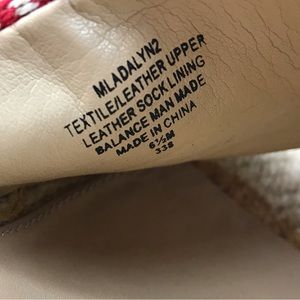 MLADALYN2
TEXTILE/LEATHER UPPER
LEATHER SOCK LINING
BALANCE MAN MADE
MADE IN CHINA
6½M
338